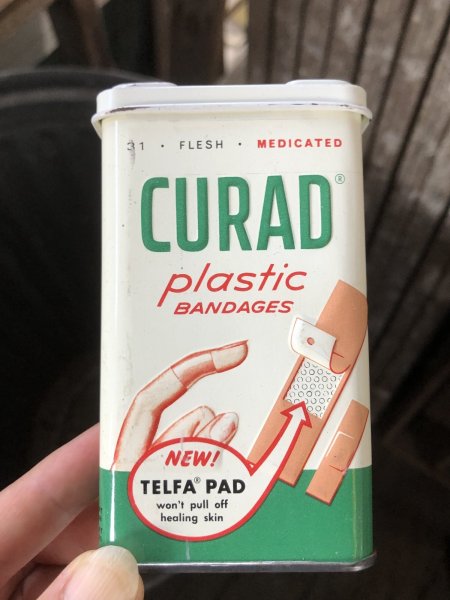 31 · FLESH · MEDICATED
CURAD®
plastic
BANDAGES
NEW!
TELFA® PAD
won't pull off
healing skin